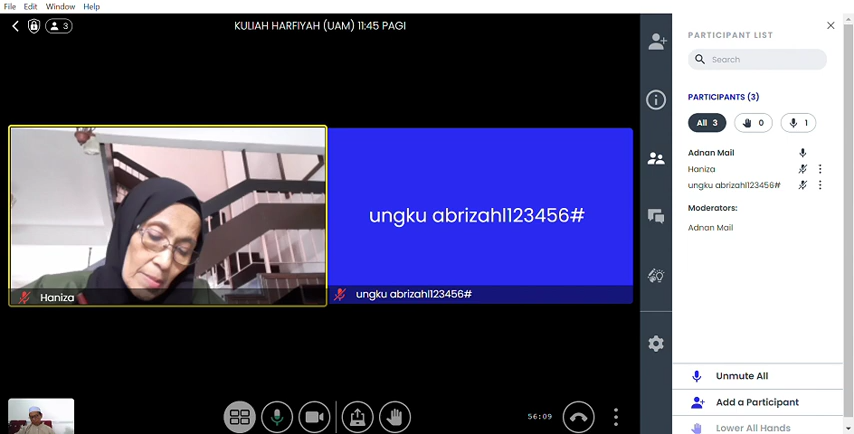 File Edit Window Help
3
KULIAH HARFIYAH (UAM) 11:45 PAGI
Haniza
ungku abrizahl123456#
ungku abrizahl123456#
56:09
PARTICIPANT LIST
Search
PARTICIPANTS (3)
All 3 0 1
Adnan Mail
Haniza
ungku abrizahl123456#
Moderators:
Adnan Mail
Unmute All
Add a Participant
Lower All Hands